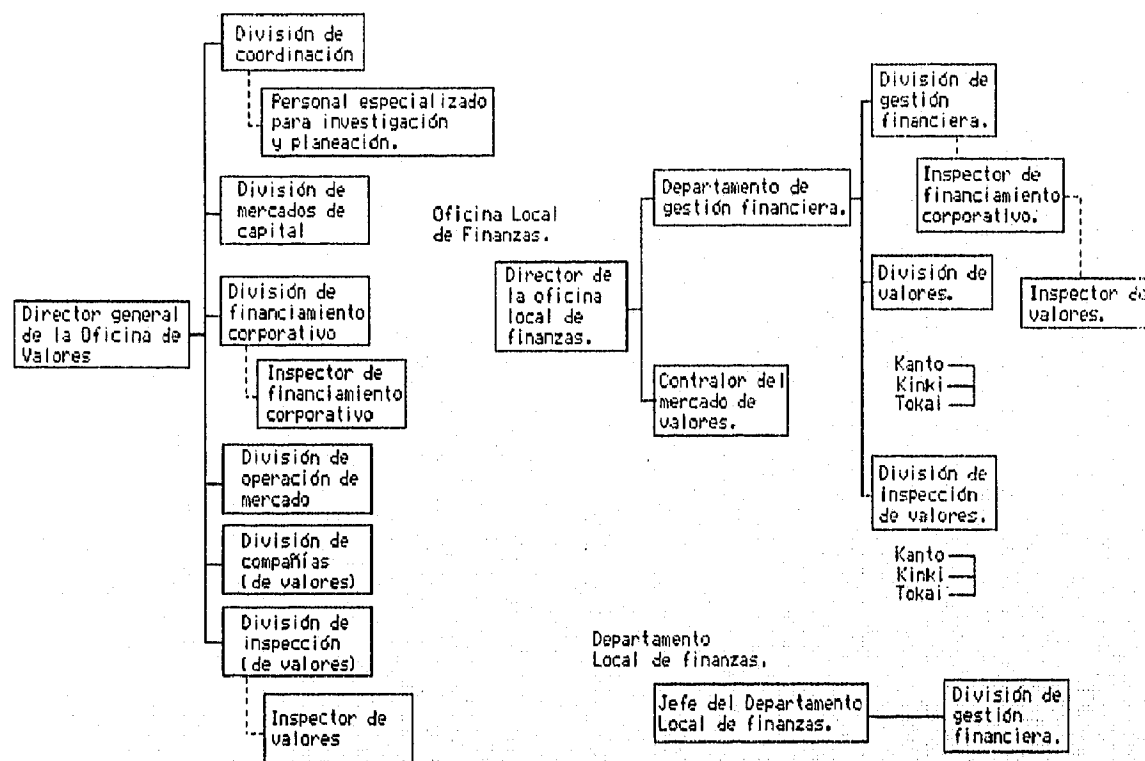 División de
coordinación
Personal especializado
para investigación
y planeación.
División de
mercados de
capital
Director general
de la Oficina de
Valores
División de
financiamiento
corporativo
Inspector de
financiamiento
corporativo
División de
operación de
mercado
División de
compañías
(de valores)
División de
inspección
(de valores)
Inspector de
valores
Oficina Local
de Finanzas.
Director de
la oficina
local de
finanzas.
Departamento de
gestión financiera.
Contralor del
mercado de
valores.
División de
gestión
financiera.
Inspector de
financiamiento
corporativo.
División de
valores.
Inspector de
valores.
Kanto
Kinki
Tokai
División de
inspección
de valores.
Kanto
Kinki
Tokai
Departamento
Local de finanzas.
Jefe del Departamento
Local de finanzas.
División de
gestión
financiera.